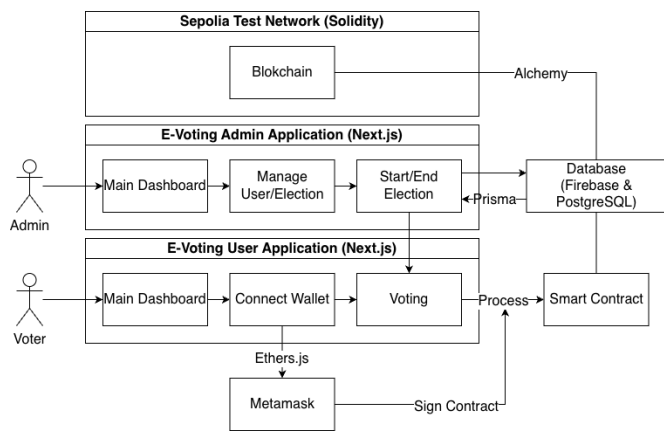 Sepolia Test Network (Solidity)
Blokchain
Alchemy
E-Voting Admin Application (Next.js)
Admin
Main Dashboard
Manage
User/Election
Start/End
Election
Prisma
Database
(Firebase &
PostgreSQL)
E-Voting User Application (Next.js)
Voter
Main Dashboard
Connect Wallet
Voting
Process
Smart Contract
Ethers.js
Metamask
Sign Contract